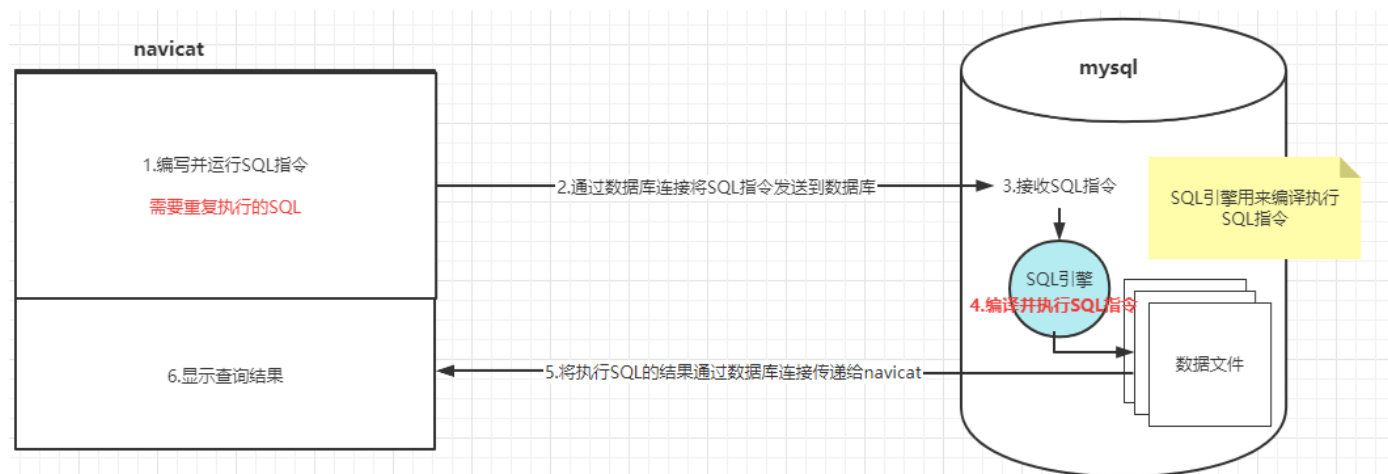 navicat
mysql
1.编写并运行SQL指令
需要重复执行的SQL
2.通过数据库连接将SQL指令发送到数据库
3.接收SQL指令
SQL引擎用来编译执行
SQL指令
SQL引擎
4.编译并执行SQL指令
数据文件
5.将执行SQL的结果通过数据库连接传递给navicat
6.显示查询结果